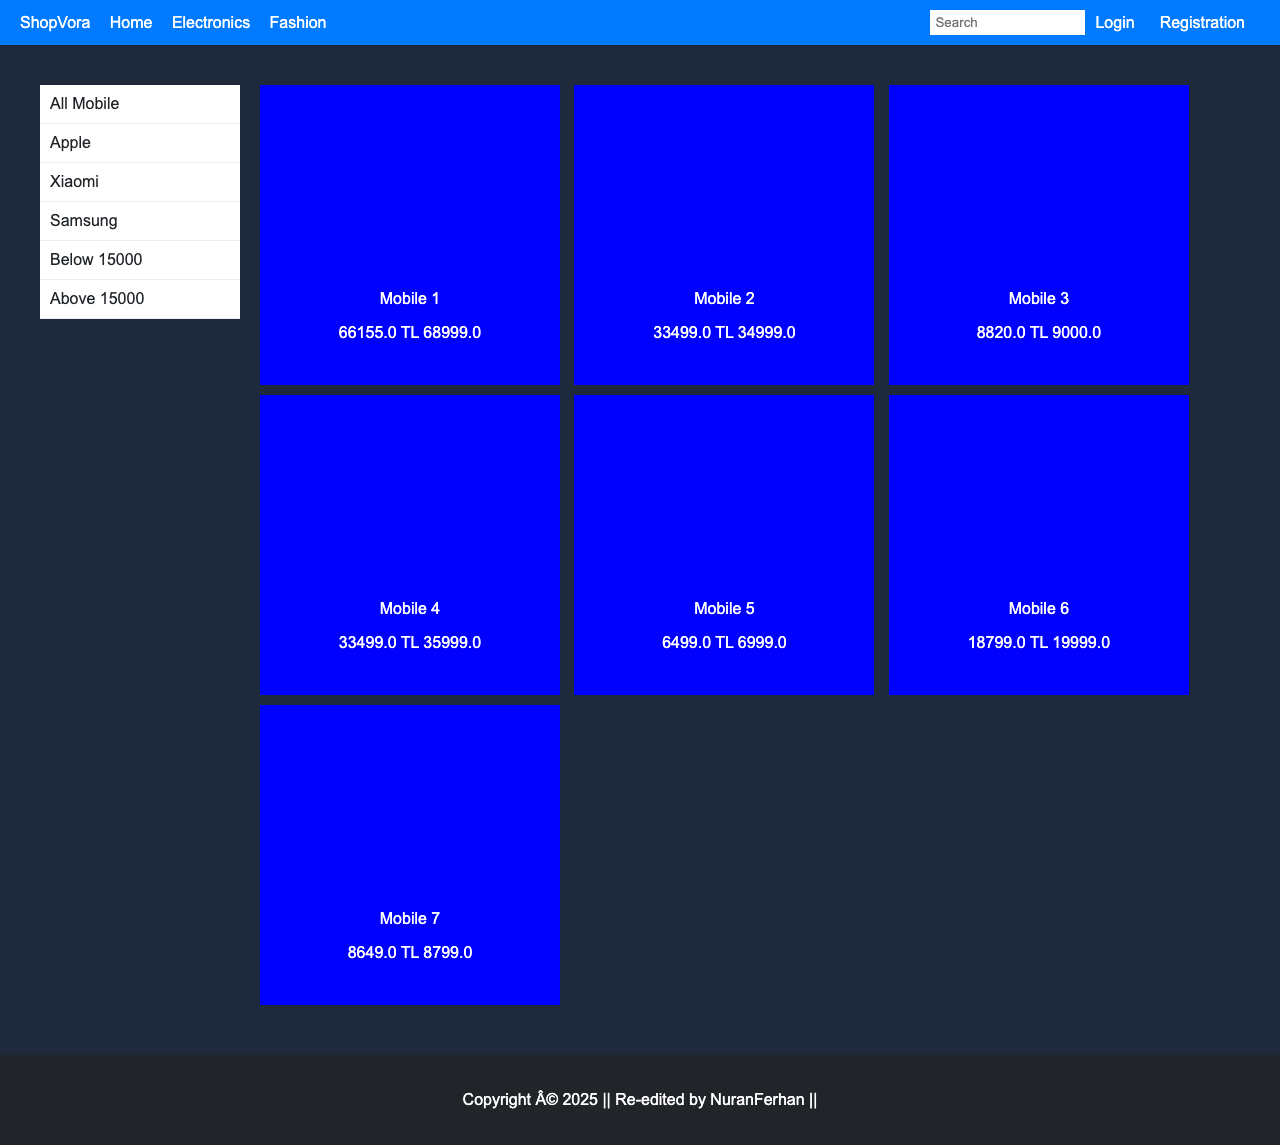 ShopVora Home Electronics Fashion Search Login Registration
All Mobile
Apple
Xiaomi
Samsung
Below 15000
Above 15000
Mobile 1
66155.0 TL 68999.0
Mobile 2
33499.0 TL 34999.0
Mobile 3
8820.0 TL 9000.0
Mobile 4
33499.0 TL 35999.0
Mobile 5
6499.0 TL 6999.0
Mobile 6
18799.0 TL 19999.0
Mobile 7
8649.0 TL 8799.0
Copyright Â© 2025 || Re-edited by NuranFerhan ||